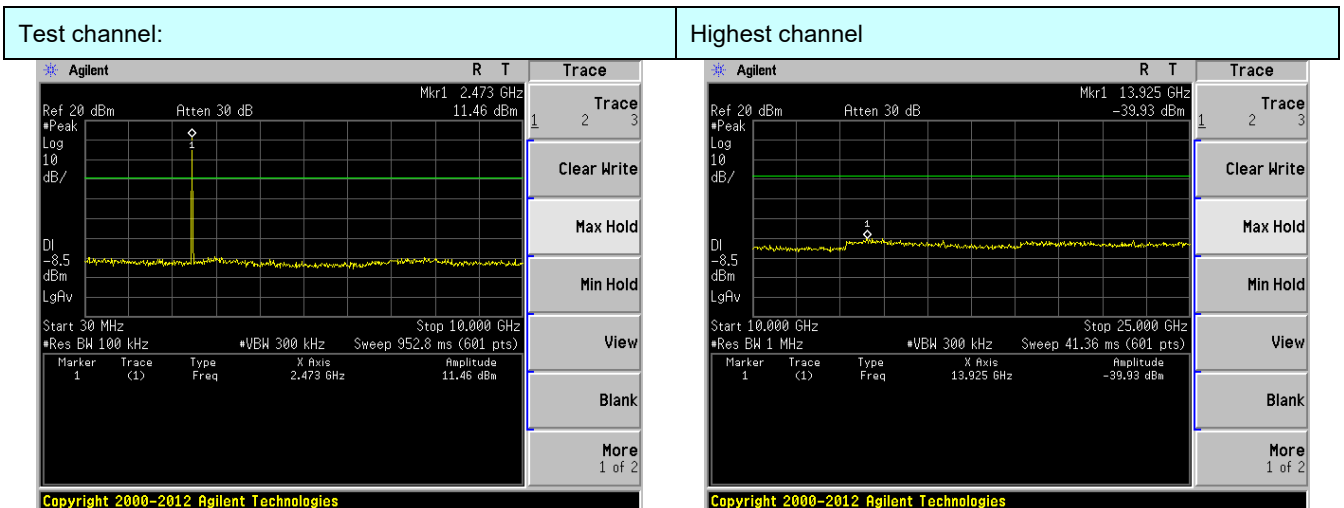 Test channel:
Highest channel
Agilent R T
Trace
Mkr1 2.473 GHz
Ref 20 dBm Atten 30 dB 11.46 dBm
#Peak
Log
10
dB/
1
DI
-8.5
dBm
LgAv
Start 30 MHz Stop 10.000 GHz
#Res BW 100 kHz #VBW 300 kHz Sweep 952.8 ms (601 pts)
Marker Trace Type X Axis Amplitude
1 (1) Freq 2.473 GHz 11.46 dBm
Trace
1 2 3
Clear Write
Max Hold
Min Hold
View
Blank
More
1 of 2
Copyright 2000-2012 Agilent Technologies
Agilent R T
Trace
Mkr1 13.925 GHz
Ref 20 dBm Atten 30 dB -39.93 dBm
#Peak
Log
10
dB/
1
DI
-8.5
dBm
LgAv
Start 10.000 GHz Stop 25.000 GHz
#Res BW 1 MHz #VBW 300 kHz Sweep 41.36 ms (601 pts)
Marker Trace Type X Axis Amplitude
1 (1) Freq 13.925 GHz -39.93 dBm
Trace
1 2 3
Clear Write
Max Hold
Min Hold
View
Blank
More
1 of 2
Copyright 2000-2012 Agilent Technologies